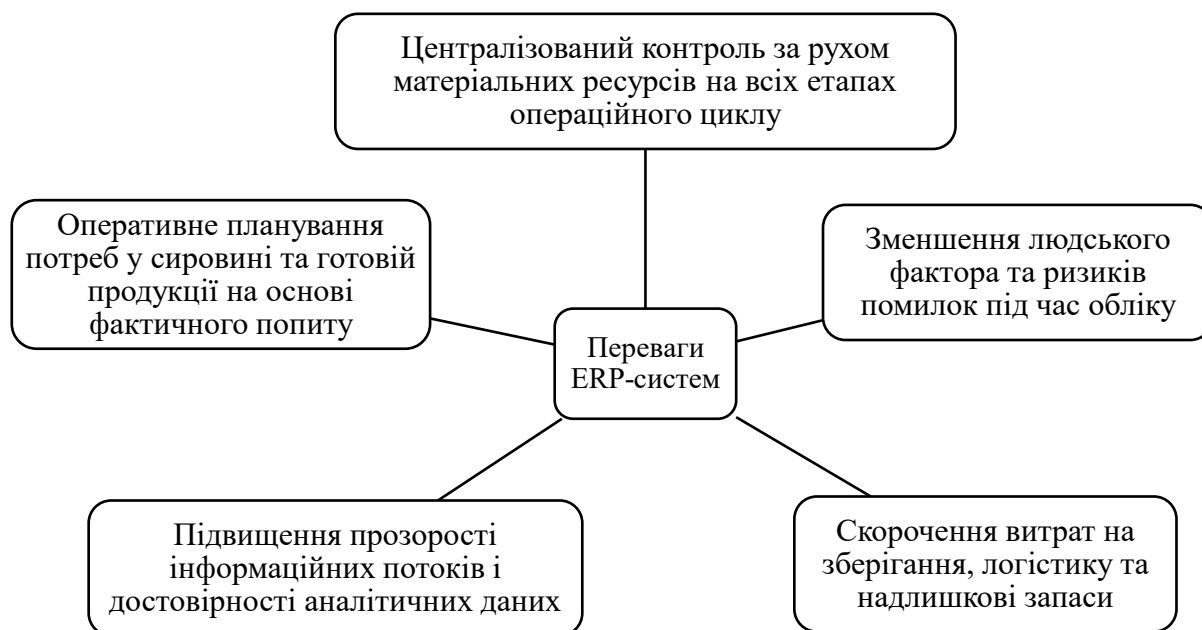 Централізований контроль за рухом
матеріальних ресурсів на всіх етапах
операційного циклу
Оперативне планування
потреб у сировині та готовій
продукції на основі
фактичного попиту
Зменшення людського
фактора та ризиків
помилок під час обліку
Переваги
ERP-систем
Підвищення прозорості
інформаційних потоків і
достовірності аналітичних даних
Скорочення витрат на
зберігання, логістику та
надлишкові запаси